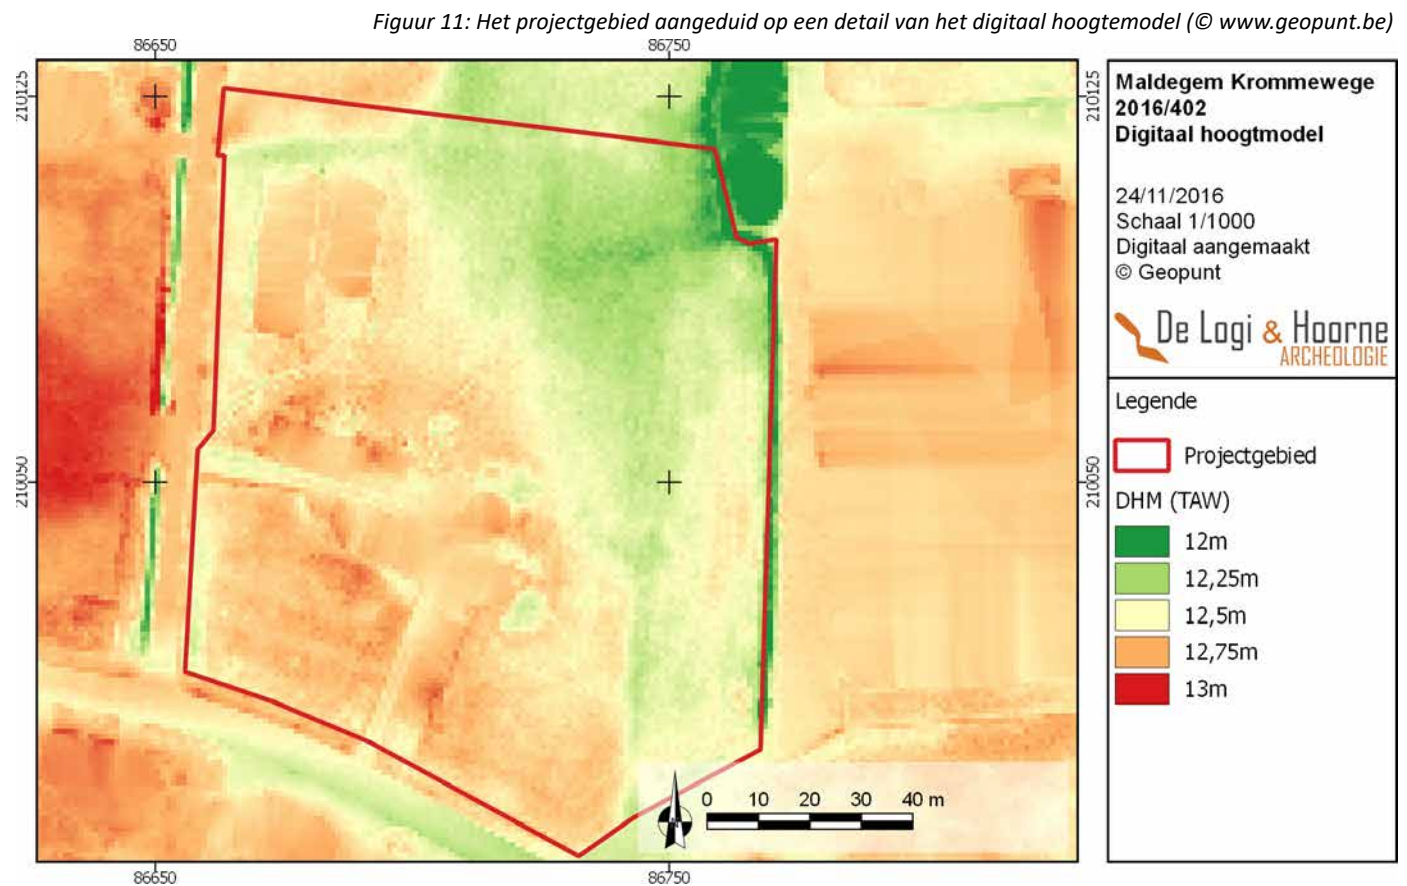 Figuur 11: Het projectgebied aangeduid op een detail van het digitaal hoogtemodel (© www.geopunt.be)
86650
86750
210125
210125
Maldegem Krommewege
2016/402
Digitaal hoogtmodel
24/11/2016
Schaal 1/1000
Digitaal aangemaakt
© Geopunt
De Logi & Hoorne
ARCHEOLOGIE
Legende
Projectgebied
DHM (TAW)
12m
12,25m
12,5m
12,75m
13m
210050
210050
0 10 20 30 40 m
N
86650
86750